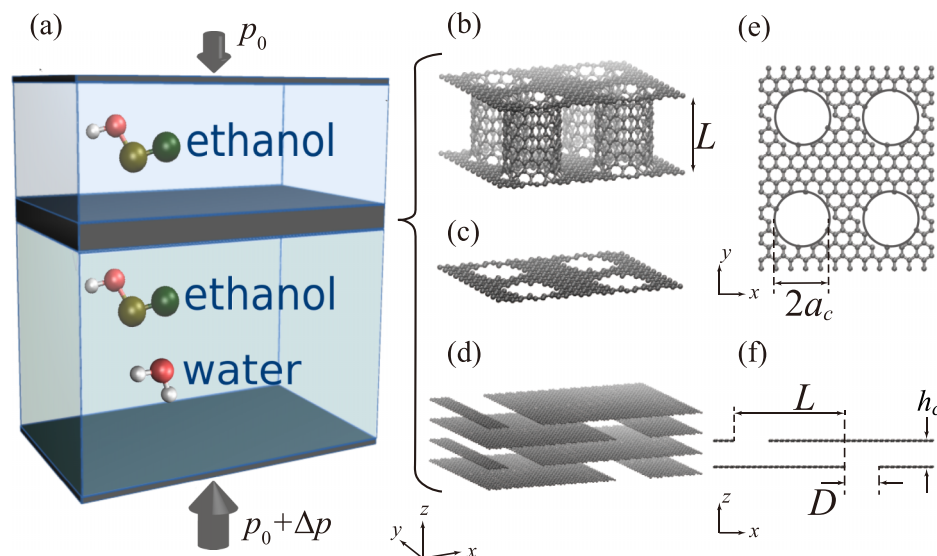 (a)
p0
ethanol
ethanol
water
p0+Δp
(b)
L
(c)
(d)
z
y
x
(e)
y
x
2ac
(f)
L
hc
D
z
x